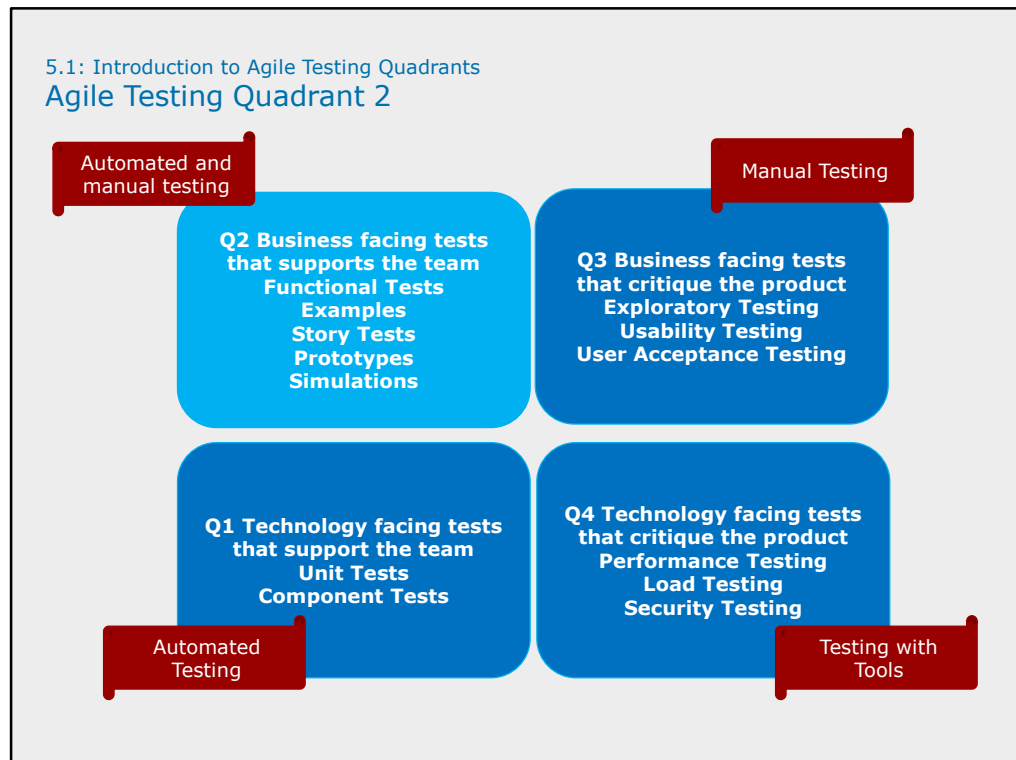 5.1: Introduction to Agile Testing Quadrants
Agile Testing Quadrant 2
Automated and
manual testing
Manual Testing
Q2 Business facing tests
that supports the team
Functional Tests
Examples
Story Tests
Prototypes
Simulations
Q3 Business facing tests
that critique the product
Exploratory Testing
Usability Testing
User Acceptance Testing
Q1 Technology facing tests
that support the team
Unit Tests
Component Tests
Q4 Technology facing tests
that critique the product
Performance Testing
Load Testing
Security Testing
Automated
Testing
Testing with
Tools